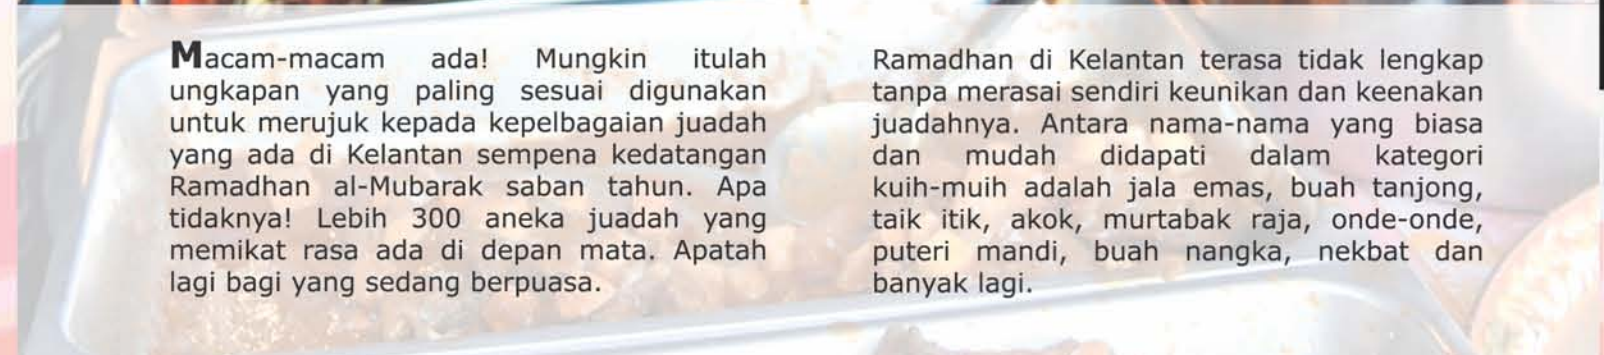 Macam-macam ada! Mungkin itulah
ungkapan yang paling sesuai digunakan
untuk merujuk kepada kepelbagaian juadah
yang ada di Kelantan sempena kedatangan
Ramadhan al-Mubarak saban tahun. Apa
tidaknya! Lebih 300 aneka juadah yang
memikat rasa ada di depan mata. Apatah
lagi bagi yang sedang berpuasa.
Ramadhan di Kelantan terasa tidak lengkap
tanpa merasai sendiri keunikan dan keenakan
juadahnya. Antara nama-nama yang biasa
dan mudah didapati dalam kategori
kuih-muih adalah jala emas, buah tanjong,
taik itik, akok, murtabak raja, onde-onde,
puteri mandi, buah nangka, nekbat dan
banyak lagi.